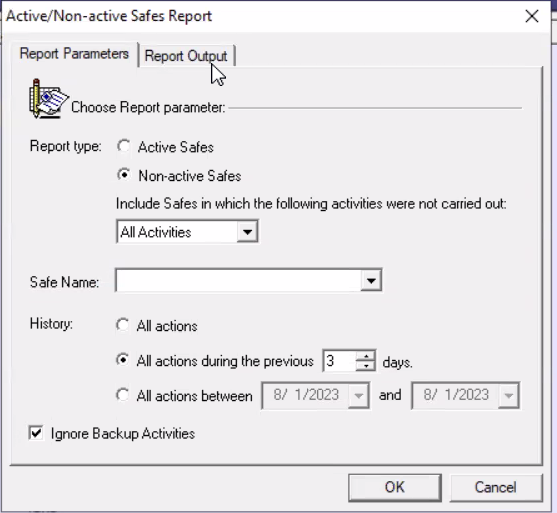 Active/Non-active Safes Report
Report Parameters
Report Output
Choose Report parameter:
Report type:
Active Safes
Non-active Safes
Include Safes in which the following activities were not carried out:
All Activities
Safe Name:
History:
All actions
All actions during the previous 3 days.
All actions between 8/ 1/2023 and 8/ 1/2023
Ignore Backup Activities
OK
Cancel